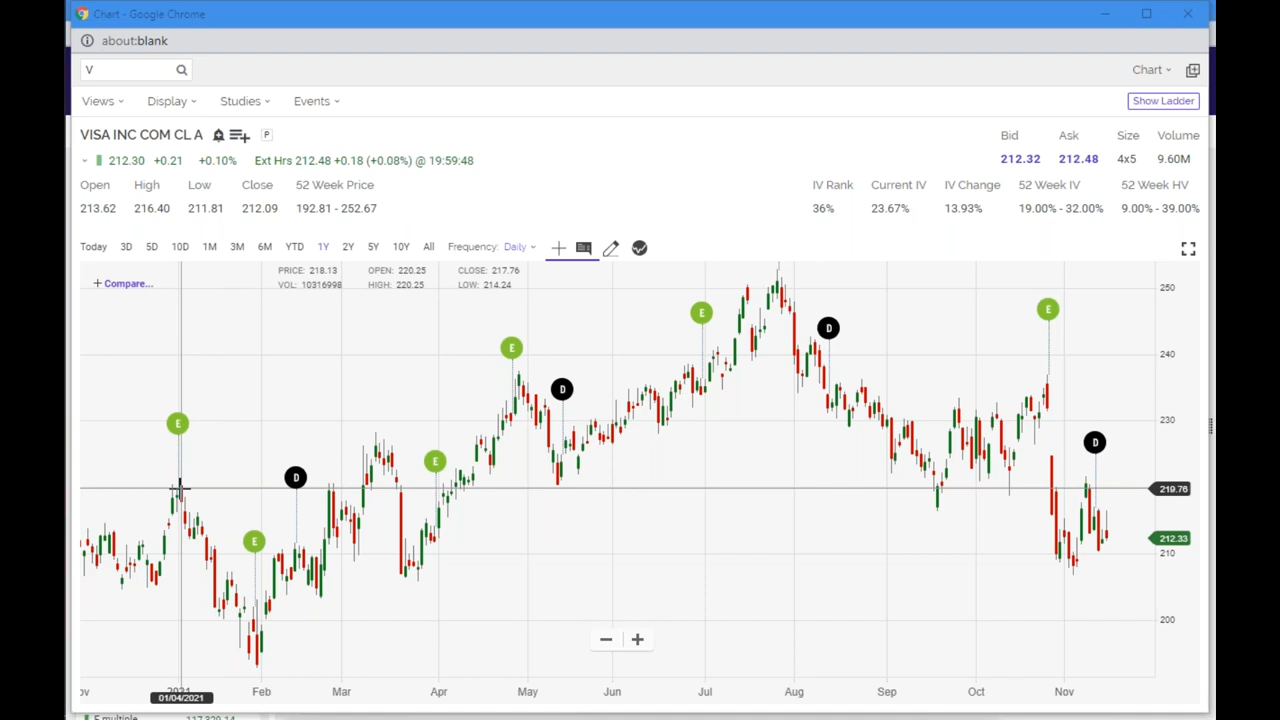 Chart - Google Chrome
about:blank
V
Chart
Views Display Studies Events
Show Ladder
VISA INC COM CL A P
Bid Ask Size Volume
212.30 +0.21 +0.10% Ext Hrs 212.48 +0.18 (+0.08%) @ 19:59:48
212.32 212.48 4x5 9.60M
Open High Low Close 52 Week Price
IV Rank Current IV IV Change 52 Week IV 52 Week HV
213.62 216.40 211.81 212.09 192.81 - 252.67
36% 23.67% 13.93% 19.00% - 32.00% 9.00% - 39.00%
Today 3D 5D 10D 1M 3M 6M YTD 1Y 2Y 5Y 10Y All Frequency: Daily
PRICE: 218.13 OPEN: 220.25 CLOSE: 217.76
+ Compare...
VOL: 10316998 HIGH: 220.25 LOW: 214.24
250
E
E
D
E
240
D
230
E
D
E
D
219.76
E
212.33
210
200
Feb Mar Apr May Jun Jul Aug Sep Oct Nov
01/04/2021